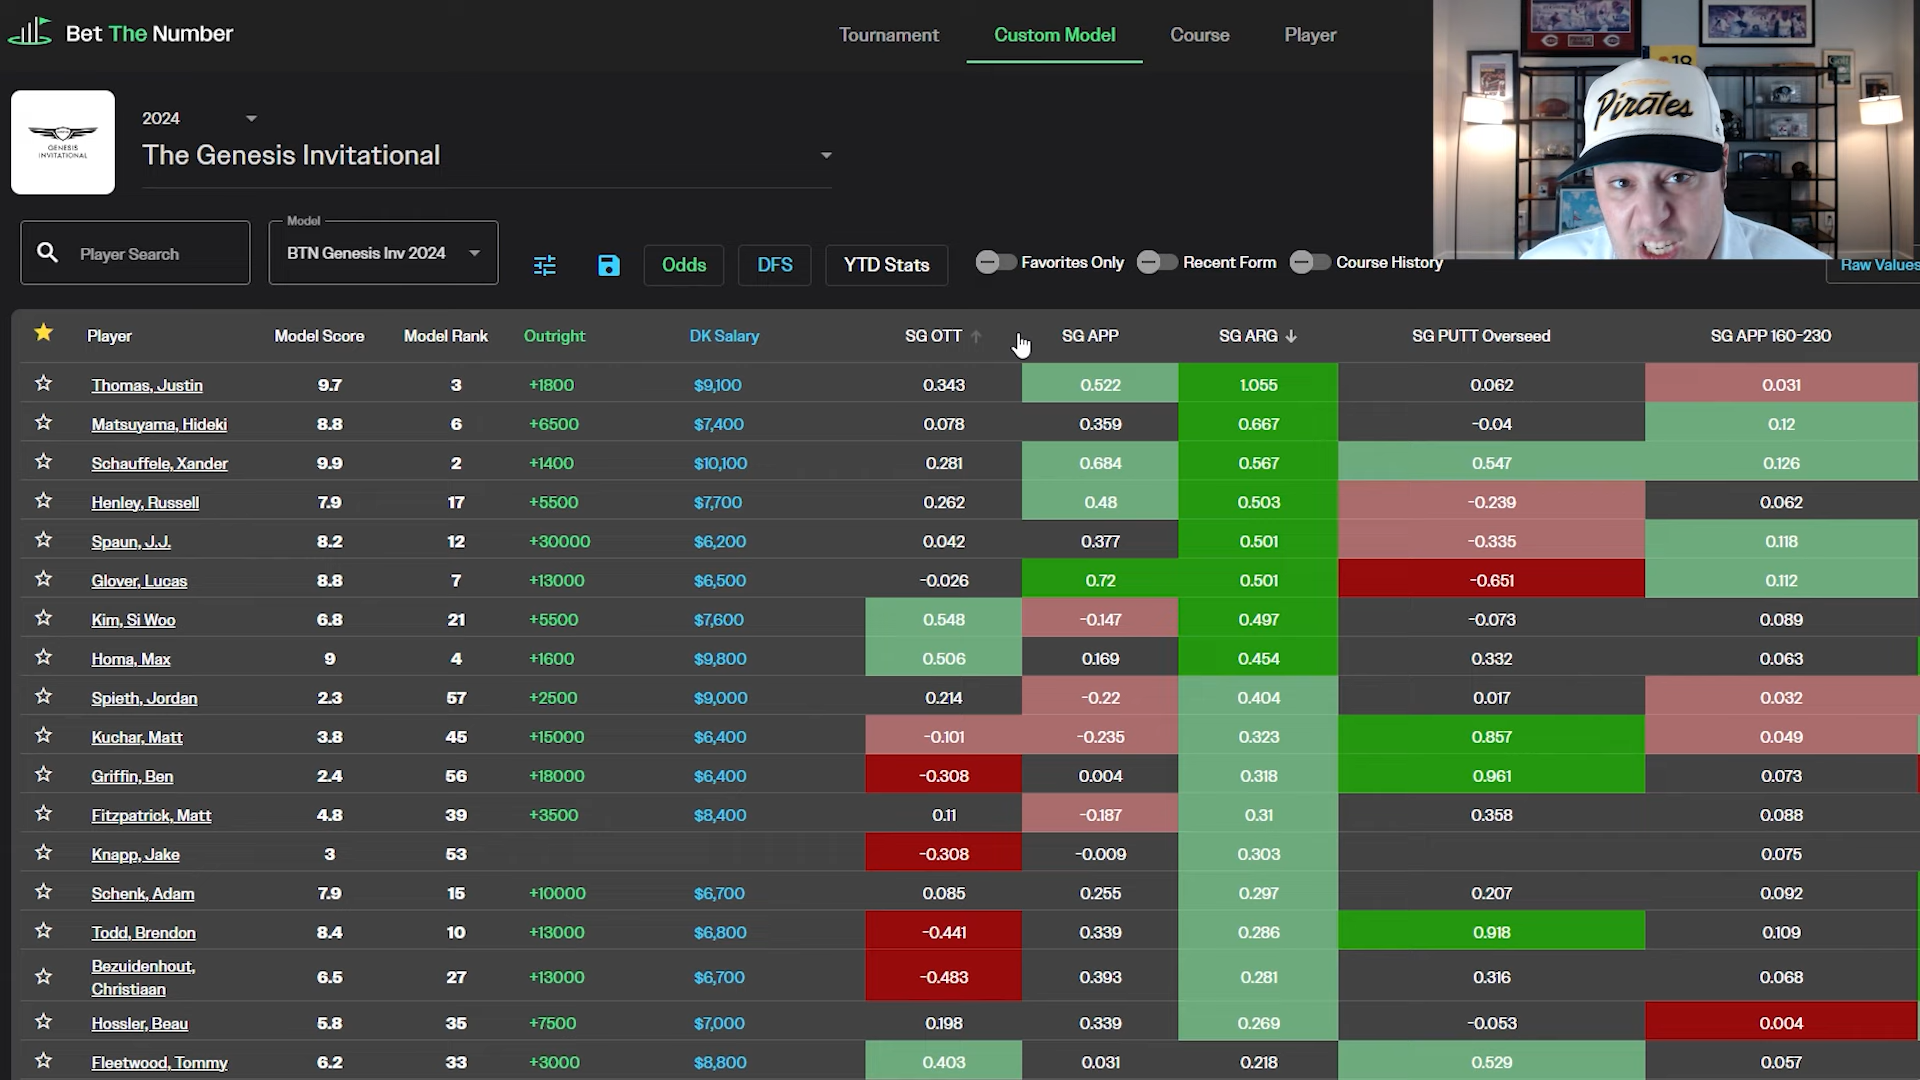 Bet The Number
Tournament
Custom Model
Course
Player
Pirates
GENESIS
INVITATIONAL
2024
The Genesis Invitational
Player Search
Model
BTN Genesis Inv 2024
Odds
DFS
YTD Stats
Favorites Only
Recent Form
Course History
Raw Values
Player Model Score Model Rank Outright DK Salary SG OTT SG APP SG ARG SG PUTT Overseed SG APP 160-230
Thomas, Justin 9.7 3 +1800 $9,100 0.343 0.522 1.055 0.062 0.031
Matsuyama, Hideki 8.8 6 +6500 $7,400 0.078 0.359 0.667 -0.04 0.12
Schauffele, Xander 9.9 2 +1400 $10,100 0.281 0.684 0.567 0.547 0.126
Henley, Russell 7.9 17 +5500 $7,700 0.262 0.48 0.503 -0.239 0.062
Spaun, J.J. 8.2 12 +30000 $6,200 0.042 0.377 0.501 -0.335 0.118
Glover, Lucas 8.8 7 +13000 $6,500 -0.026 0.72 0.501 -0.651 0.112
Kim, Si Woo 6.8 21 +5500 $7,600 0.548 -0.147 0.497 -0.073 0.089
Homa, Max 9 4 +1600 $9,800 0.506 0.169 0.454 0.332 0.063
Spieth, Jordan 2.3 57 +2500 $9,000 0.214 -0.22 0.404 0.017 0.032
Kuchar, Matt 3.8 45 +15000 $6,400 -0.101 -0.235 0.323 0.857 0.049
Griffin, Ben 2.4 56 +18000 $6,400 -0.308 0.004 0.318 0.961 0.073
Fitzpatrick, Matt 4.8 39 +3500 $8,400 0.11 -0.187 0.31 0.358 0.088
Knapp, Jake 3 53 -0.308 -0.009 0.303 0.075
Schenk, Adam 7.9 15 +10000 $6,700 0.085 0.255 0.297 0.207 0.092
Todd, Brendon 8.4 10 +13000 $6,800 -0.441 0.339 0.286 0.918 0.109
Bezuidenhout,
Christiaan 6.5 27 +13000 $6,700 -0.483 0.393 0.281 0.316 0.068
Hossler, Beau 5.8 35 +7500 $7,000 0.198 0.339 0.269 -0.053 0.004
Fleetwood, Tommy 6.2 33 +3000 $8,800 0.403 0.031 0.218 0.529 0.057